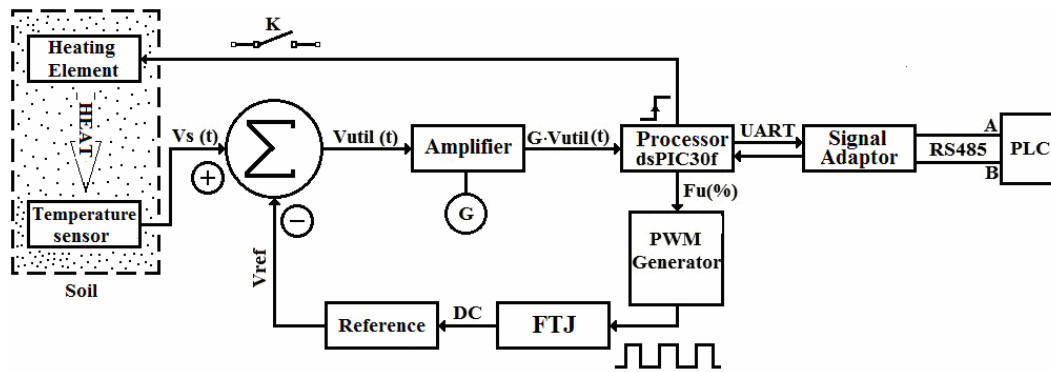 K
Heating
Element
HEAT
Vs (t)
+
Σ
Vutil (t)
Amplifier
G·Vutil(t)
G
Processor
dsPIC30f
UART
Signal
Adaptor
A
RS485
B
PLC
Temperature
sensor
Soil
−
Vref
Fu(%)
PWM
Generator
Reference
DC
FTJ